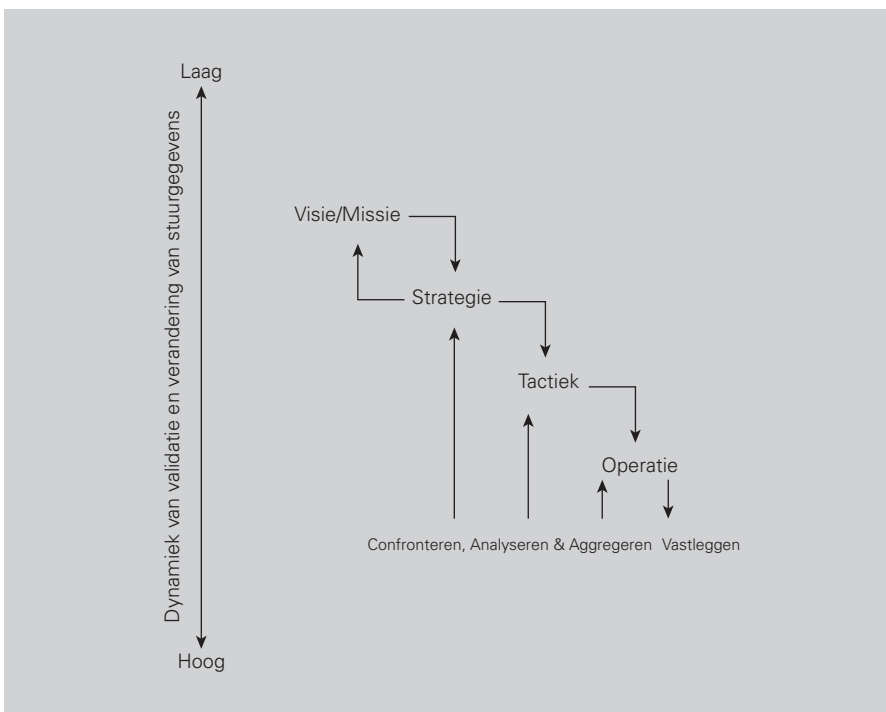 Laag
Dynamiek van validatie en verandering van stuurgegevens
Visie/Missie
Strategie
Tactiek
Operatie
Confronteren, Analyseren & Aggregeren Vastleggen
Hoog